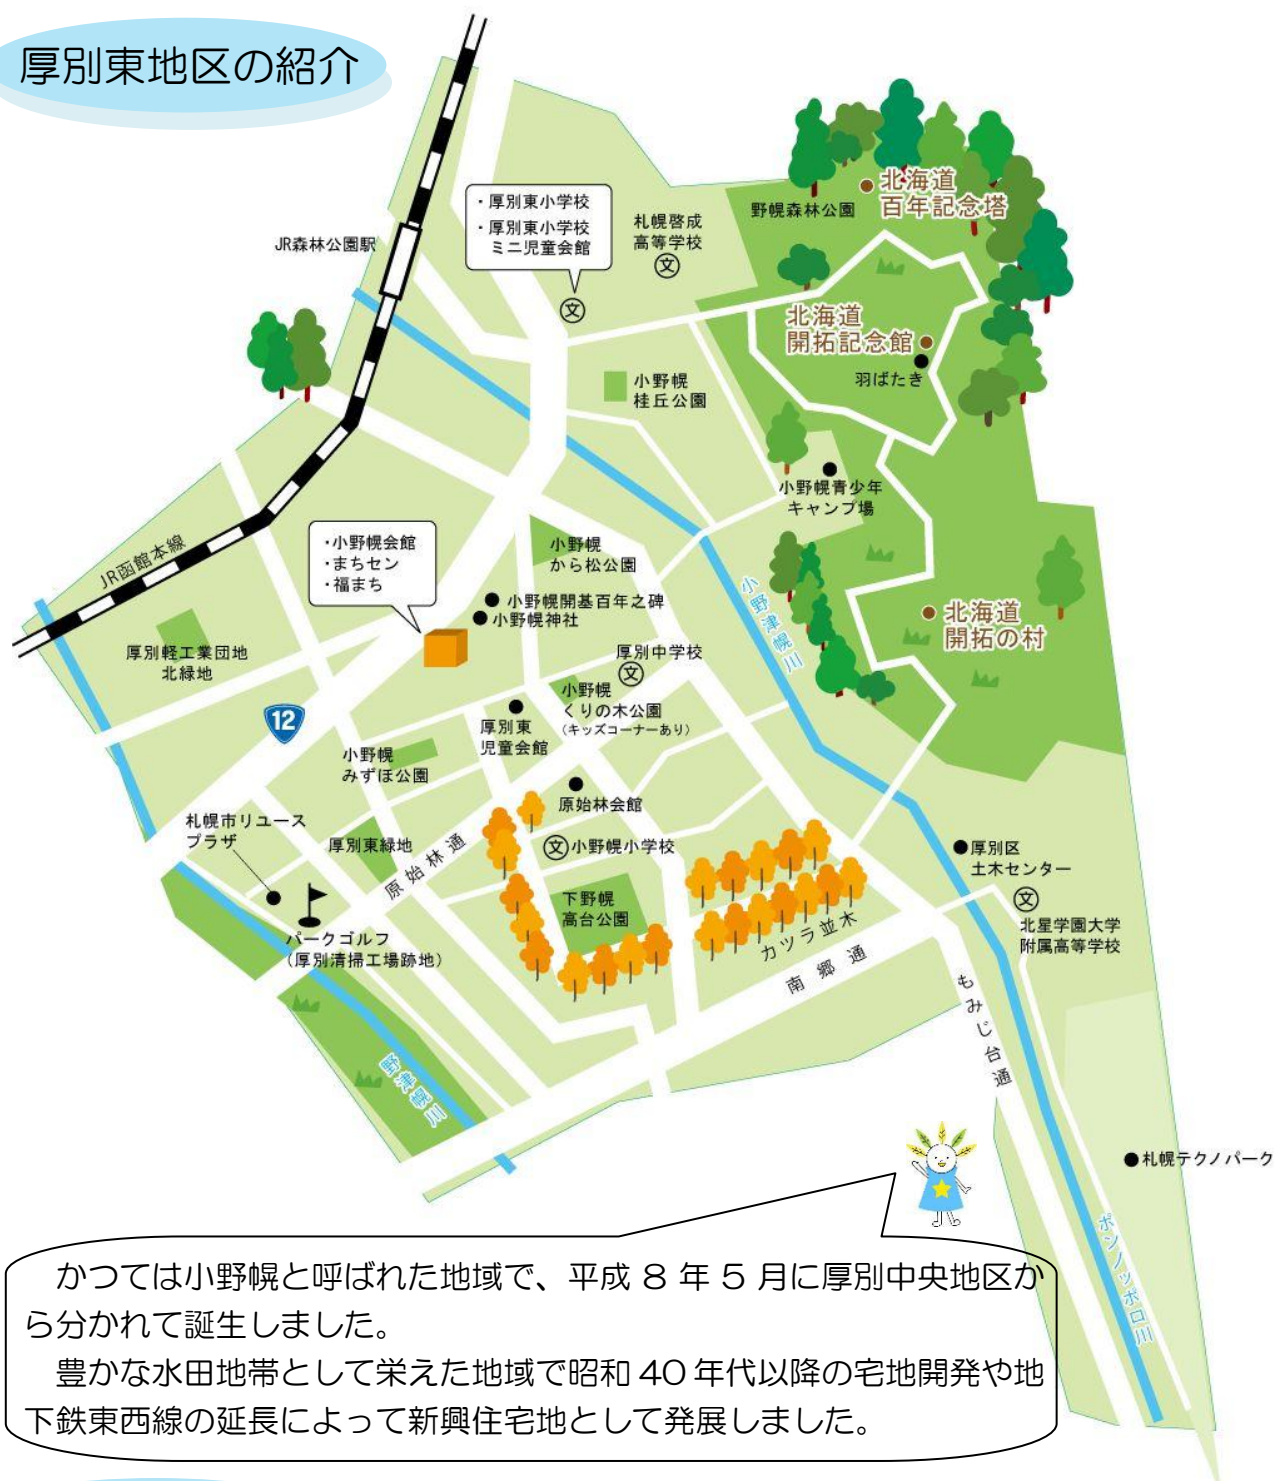 厚別東地区の紹介
・厚別東小学校
・厚別東小学校
ミニ児童会館
文
札幌啓成
高等学校
文
野幌森林公園
北海道
百年記念塔
JR森林公園駅
北海道
開拓記念館
羽ばたき
小野幌
桂丘公園
小野幌青少年
キャンプ場
・小野幌会館
・まちセン
・福まち
小野幌
から松公園
JR函館本線
小野幌開基百年之碑
小野幌神社
小野津幌川
北海道
開拓の村
厚別軽工業団地
北緑地
厚別中学校
文
小野幌
くりの木公園
(キッズコーナーあり)
12
厚別東
児童会館
小野幌
みずほ公園
原始林会館
札幌市リユース
プラザ
厚別東緑地
原始林通
文
小野幌小学校
厚別区
土木センター
文
北星学園大学
附属高等学校
下野幌
高台公園
パークゴルフ
(厚別清掃工場跡地)
カツラ並木
南郷通
もみじ台通
野津幌川
札幌テクノパーク
ポンノッポロ川
かつては小野幌と呼ばれた地域で、平成 8 年 5 月に厚別中央地区か
ら分かれて誕生しました。
豊かな水田地帯として栄えた地域で昭和 40 年代以降の宅地開発や地
下鉄東西線の延長によって新興住宅地として発展しました。